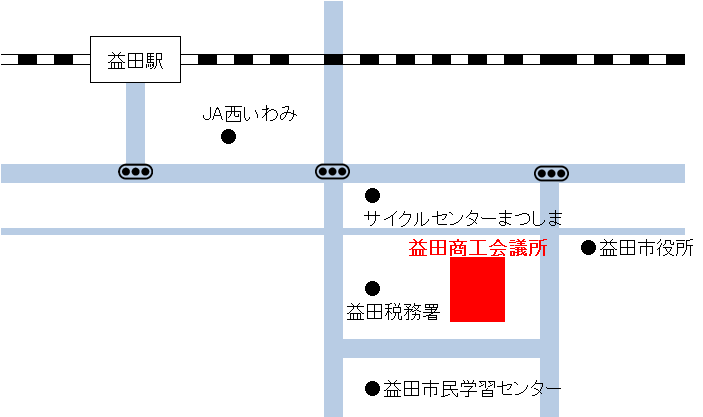 益田駅
JA西いわみ
サイクルセンターまつしま
益田商工会議所
益田市役所
益田税務署
益田市民学習センター